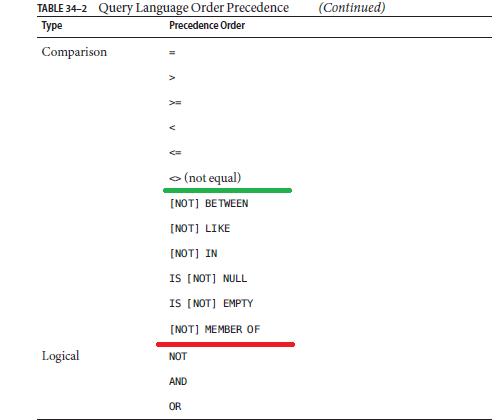 TABLE 34–2 Query Language Order Precedence (Continued)
Type Precedence Order
Comparison =
>
>=
<
<=
<> (not equal)
[NOT] BETWEEN
[NOT] LIKE
[NOT] IN
IS [NOT] NULL
IS [NOT] EMPTY
[NOT] MEMBER OF
Logical NOT
AND
OR